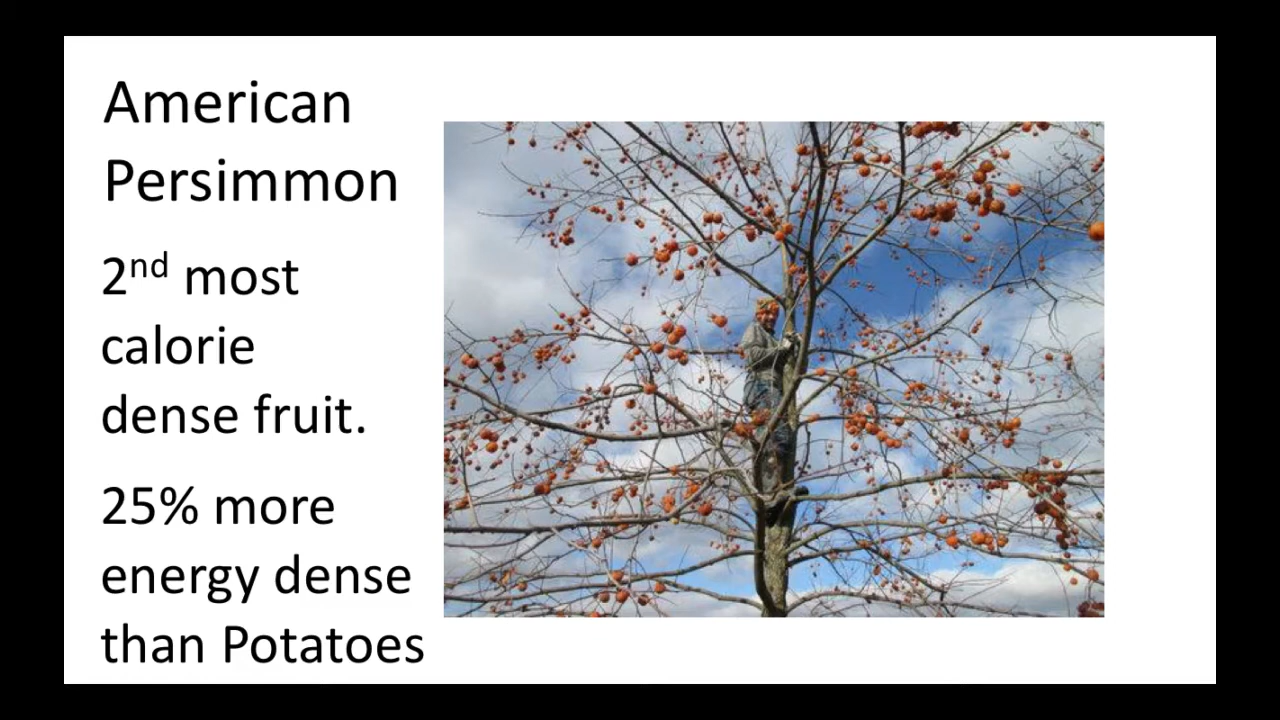 American
Persimmon
2nd most
calorie
dense fruit.
25% more
energy dense
than Potatoes